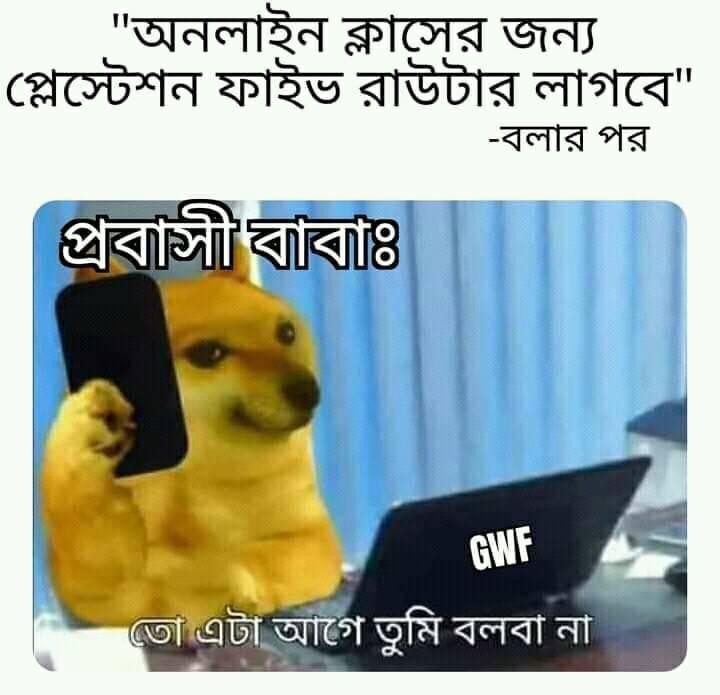 "অনলাইন ক্লাসের জন্য
প্লেস্টেশন ফাইভ রাউটার লাগবে"
-বলার পর
প্রবাসী বাবাঃ
GWF
তো এটা আগে তুমি বলবা না